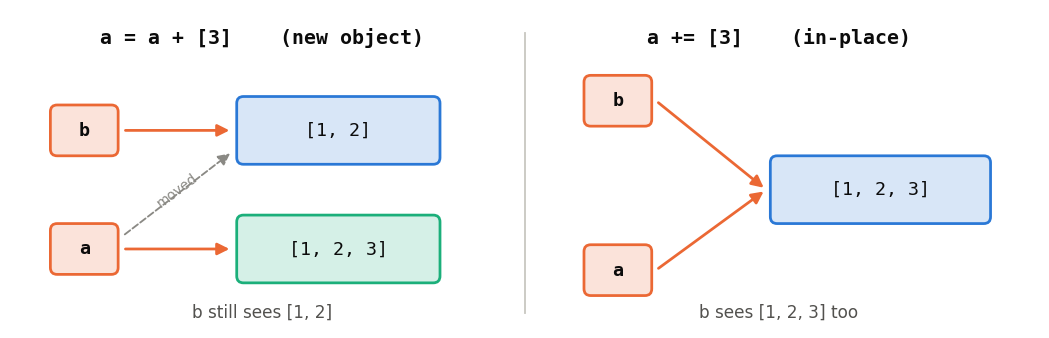 a = a + [3]    (new object)
b
[1, 2]
moved
a
[1, 2, 3]
b still sees [1, 2]
a += [3]    (in-place)
b
[1, 2, 3]
a
b sees [1, 2, 3] too